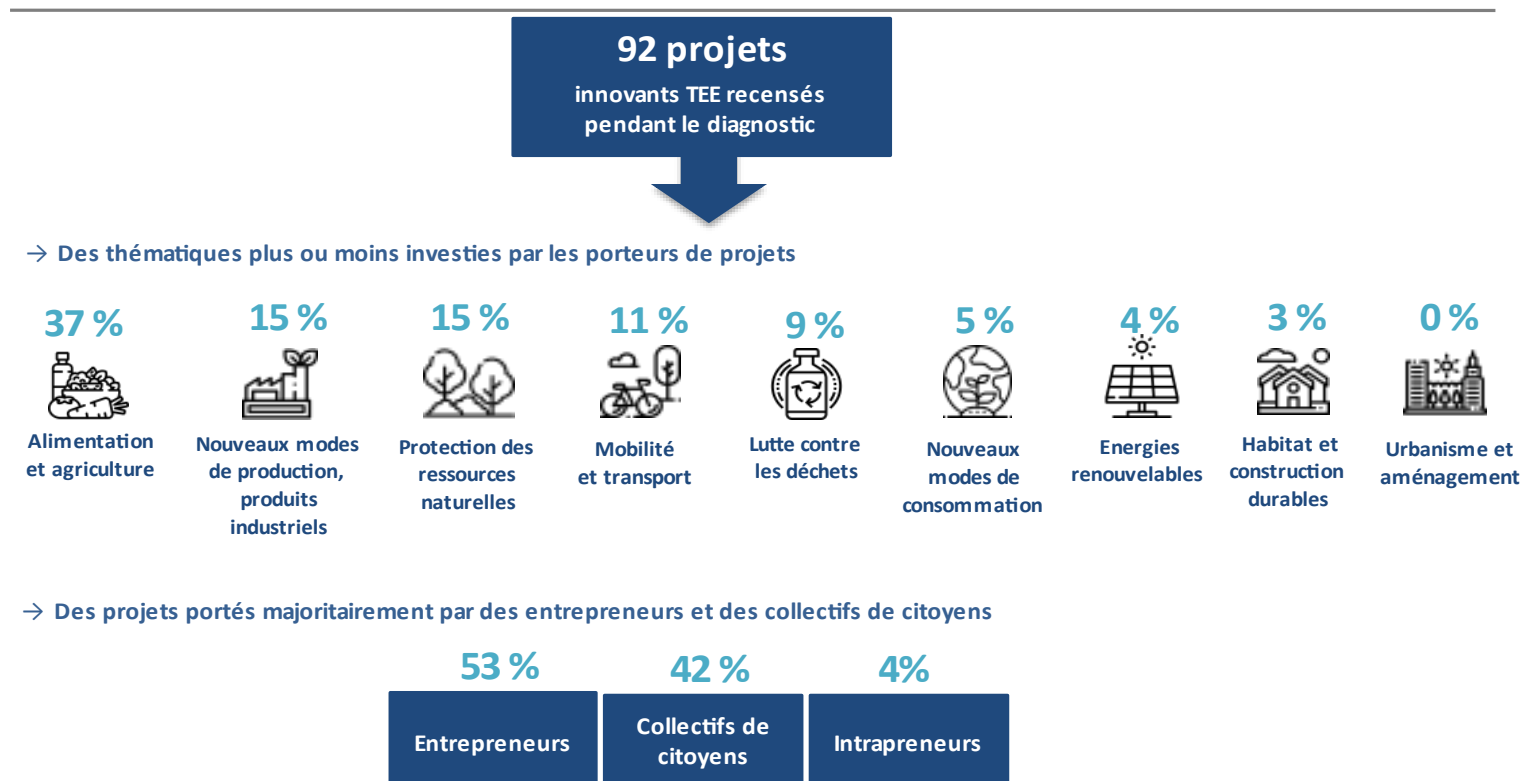 92 projets
innovants TEE recensés
pendant le diagnostic
→ Des thématiques plus ou moins investies par les porteurs de projets
37 %
Alimentation
et agriculture
15 %
Nouveaux modes
de production,
produits
industriels
15 %
Protection des
ressources
naturelles
11 %
Mobilité
et transport
9 %
Lutte contre
les déchets
5 %
Nouveaux
modes de
consommation
4 %
Energies
renouvelables
3 %
Habitat et
construction
durables
0 %
Urbanisme et
aménagement
→ Des projets portés majoritairement par des entrepreneurs et des collectifs de citoyens
53 %
Entrepreneurs
42 %
Collectifs de
citoyens
4%
Intrapreneurs